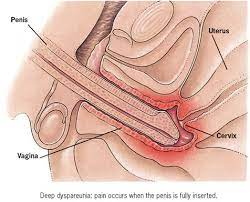 Penis
Uterus
Cervix
Vagina
Deep dyspareunia: pain occurs when the penis is fully inserted.